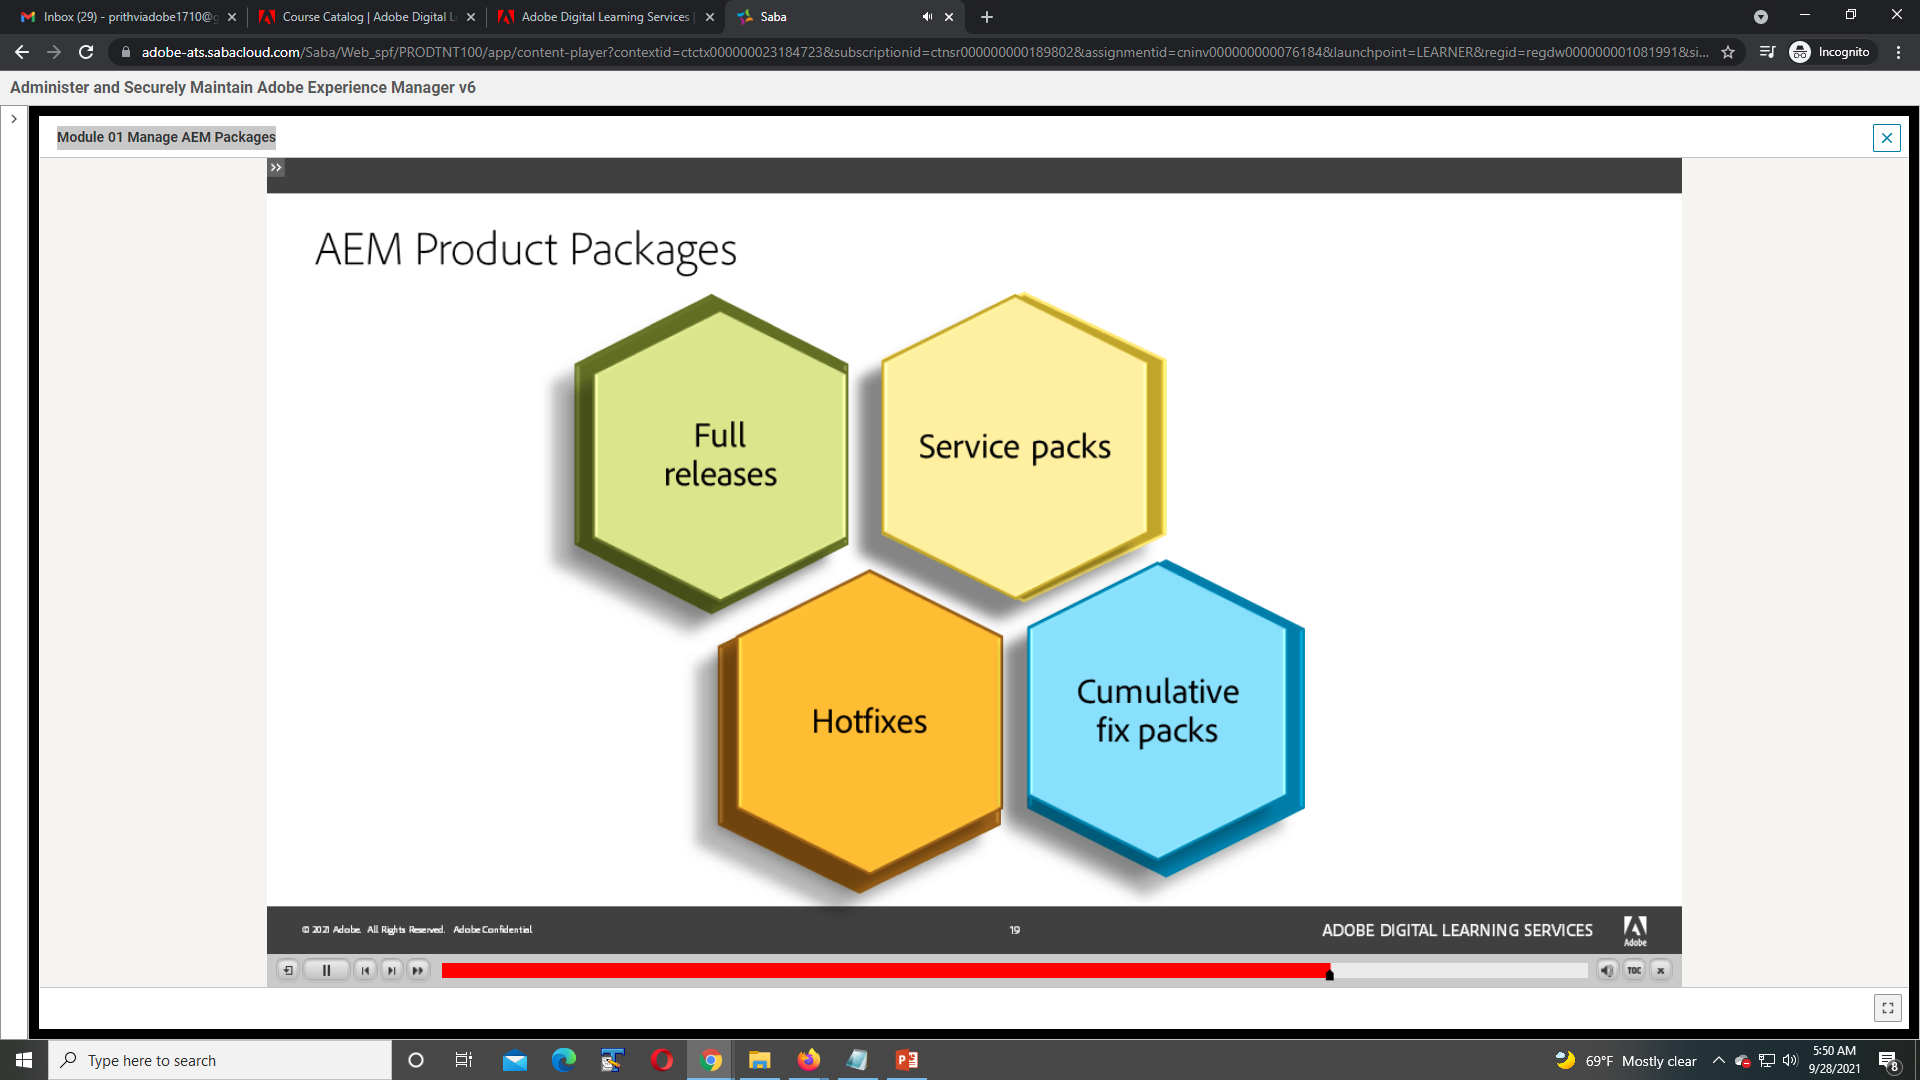 Inbox (29) - prithviadobe1710@g
Course Catalog | Adobe Digital L
Adobe Digital Learning Services |
Saba
adobe-ats.sabacloud.com/Saba/Web_spf/PRODTNT100/app/content-player?contextid=ctctx000000023184723&subscriptionid=ctnsr0000000000189802&assignmentid=cninv000000000076184&launchpoint=LEARNER&regid=regdw000000001081991&si...
Incognito
Administer and Securely Maintain Adobe Experience Manager v6
Module 01 Manage AEM Packages
AEM Product Packages
Full
releases
Service packs
Hotfixes
Cumulative
fix packs
© 2021 Adobe. All Rights Reserved. Adobe Confidential
19
ADOBE DIGITAL LEARNING SERVICES
Adobe
TOC
Type here to search
69°F Mostly clear
5:50 AM
9/28/2021
8